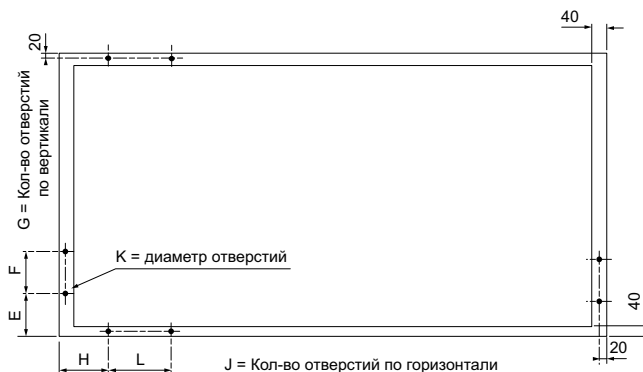 40
20
G = Кол-во отверстий
по вертикали
K = диаметр отверстий
F
E
40
20
H
L
J = Кол-во отверстий по горизонтали